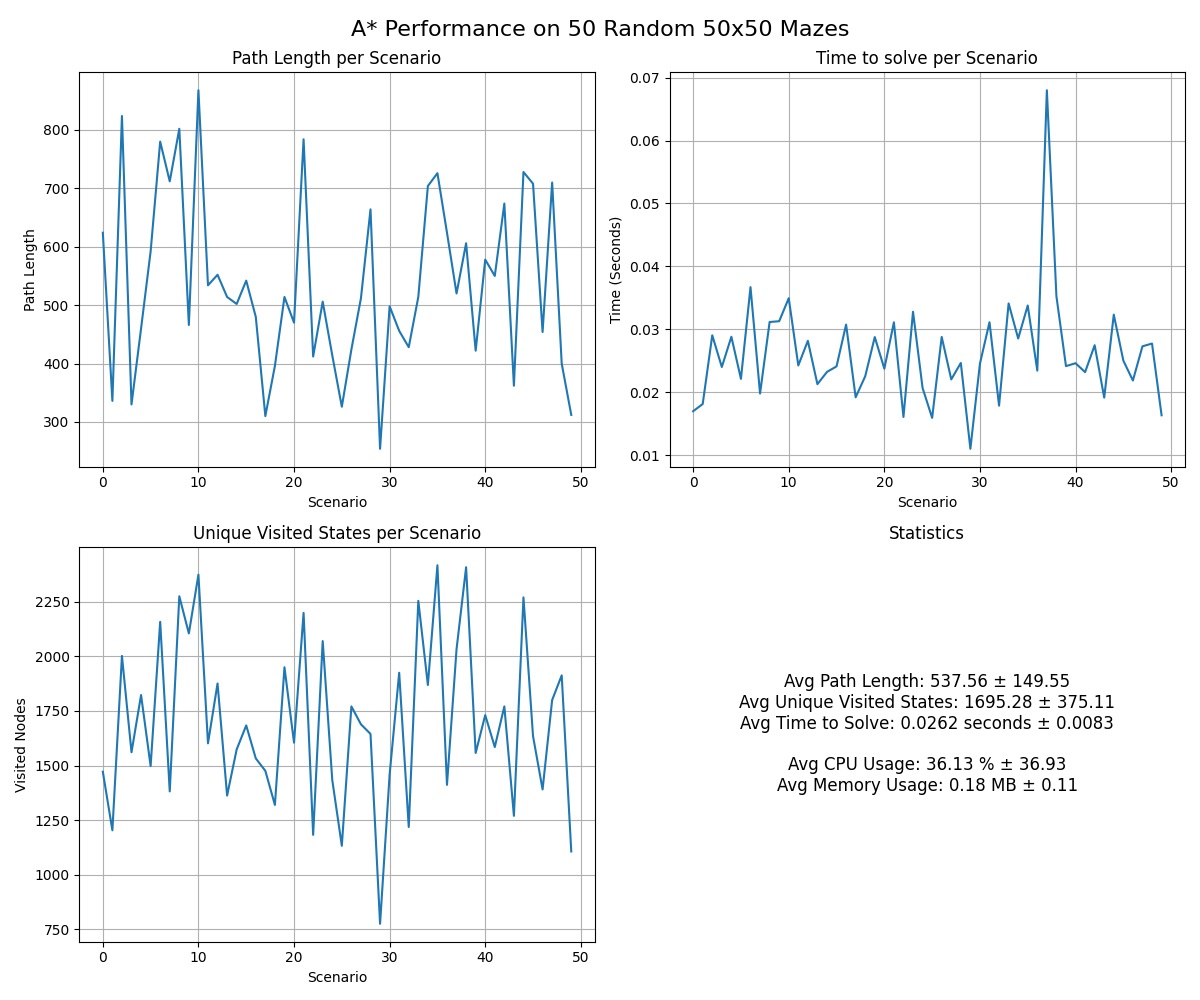 A* Performance on 50 Random 50x50 Mazes
Path Length per Scenario
Path Length
800
700
600
500
400
300
0 10 20 30 40 50
Scenario
Time to solve per Scenario
Time (Seconds)
0.07
0.06
0.05
0.04
0.03
0.02
0.01
0 10 20 30 40 50
Scenario
Unique Visited States per Scenario
Visited Nodes
2250
2000
1750
1500
1250
1000
750
0 10 20 30 40 50
Scenario
Statistics
Avg Path Length: 537.56 ± 149.55
Avg Unique Visited States: 1695.28 ± 375.11
Avg Time to Solve: 0.0262 seconds ± 0.0083
Avg CPU Usage: 36.13 % ± 36.93
Avg Memory Usage: 0.18 MB ± 0.11